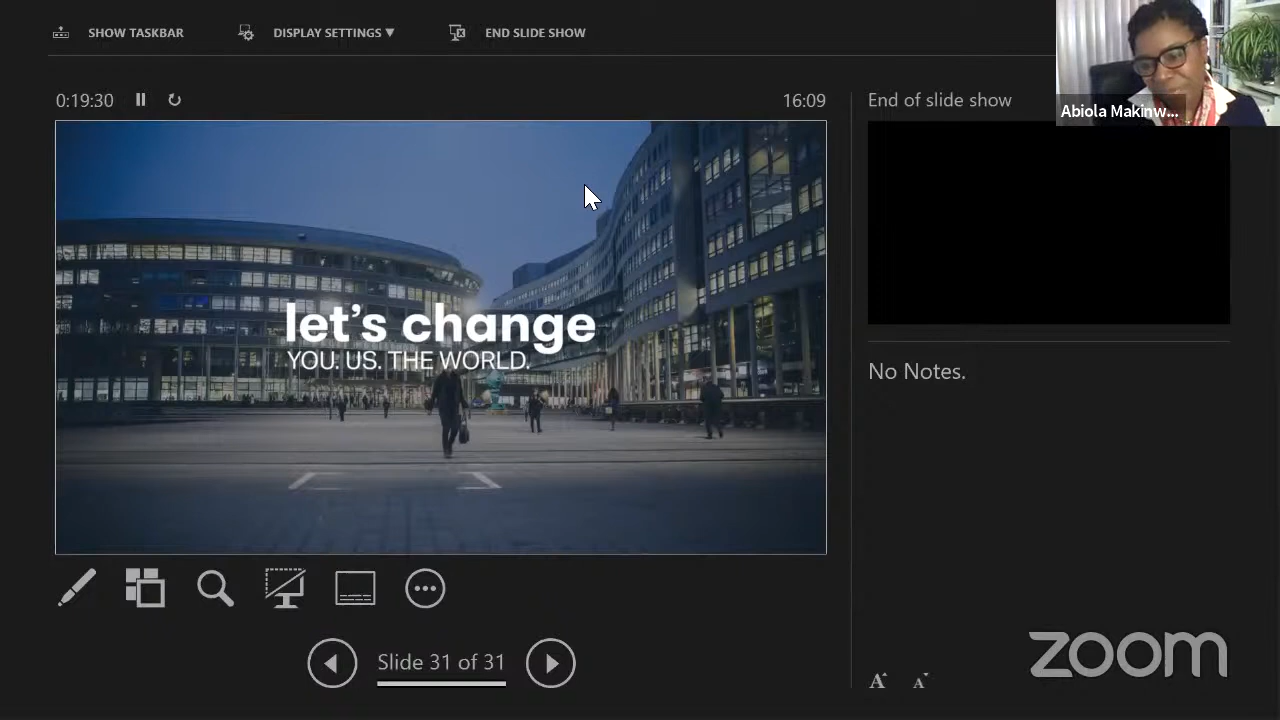 SHOW TASKBAR
DISPLAY SETTINGS ▼
END SLIDE SHOW
0:19:30
16:09
End of slide show
Abiola Makinw...
let's change
YOU. US. THE WORLD.
No Notes.
Slide 31 of 31
A A
zoom